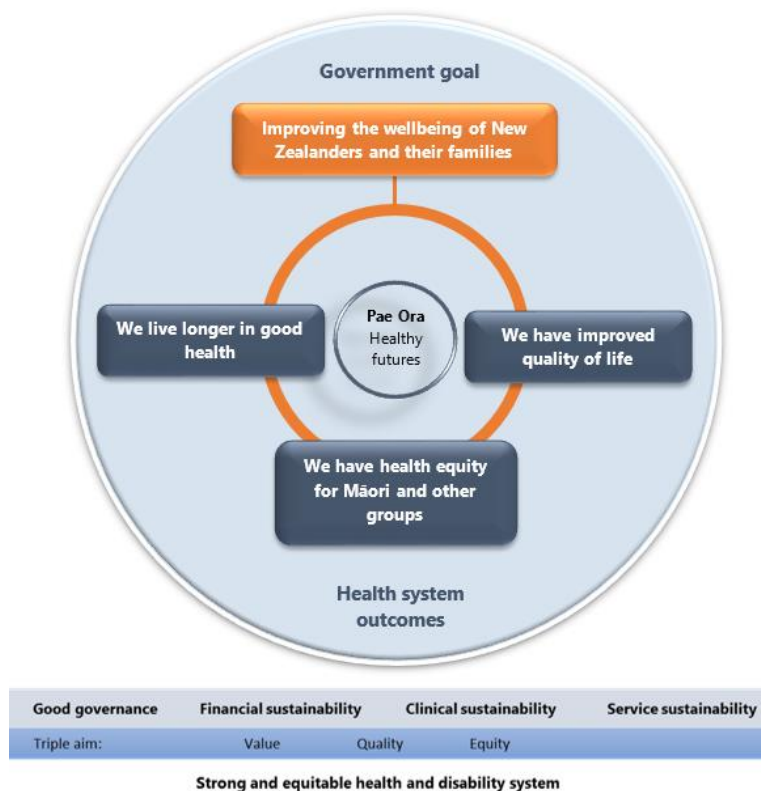 Government goal
Improving the wellbeing of New
Zealanders and their families
We live longer in good
health
Pae Ora
Healthy
futures
We have improved
quality of life
We have health equity
for Māori and other
groups
Health system
outcomes
Good governance Financial sustainability Clinical sustainability Service sustainability
Triple aim: Value Quality Equity
Strong and equitable health and disability system